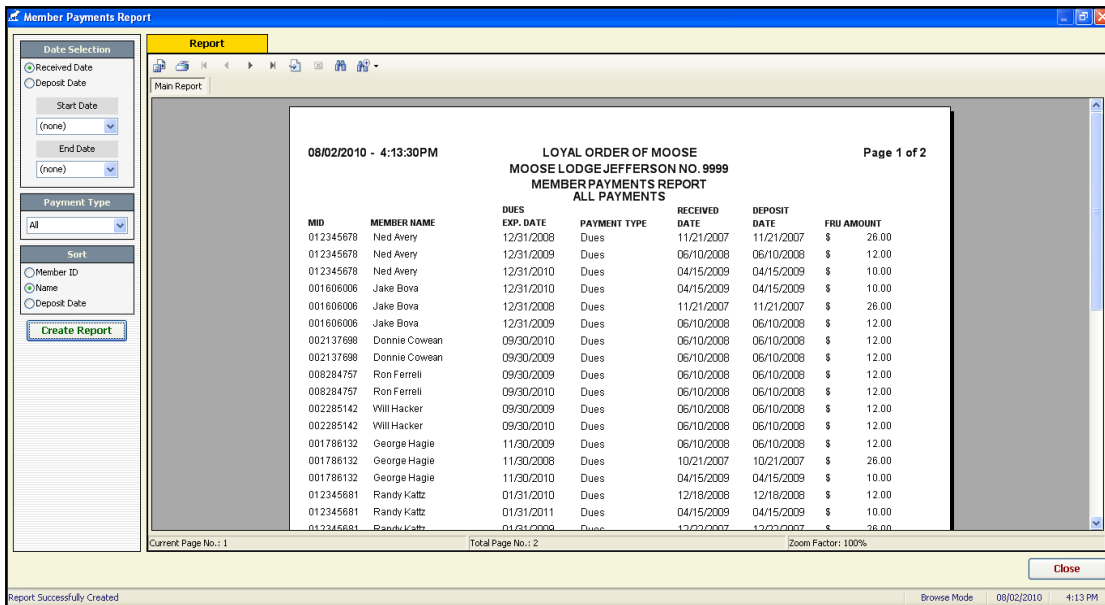 Member Payments Report
Date Selection
Received Date
Deposit Date
Start Date
(none)
End Date
(none)
Payment Type
All
Sort
Member ID
Name
Deposit Date
Create Report
Report
Main Report
08/02/2010 - 4:13:30PM LOYAL ORDER OF MOOSE Page 1 of 2
MOOSE LODGE JEFFERSON NO. 9999
MEMBER PAYMENTS REPORT
ALL PAYMENTS
DUES RECEIVED DEPOSIT
MID MEMBER NAME EXP. DATE PAYMENT TYPE DATE DATE FRU AMOUNT
012345678 Ned Avery 12/31/2008 Dues 11/21/2007 11/21/2007 $ 26.00
012345678 Ned Avery 12/31/2009 Dues 06/10/2008 06/10/2008 $ 12.00
012345678 Ned Avery 12/31/2010 Dues 04/15/2009 04/15/2009 $ 10.00
001606006 Jake Bova 12/31/2010 Dues 04/15/2009 04/15/2009 $ 10.00
001606006 Jake Bova 12/31/2008 Dues 11/21/2007 11/21/2007 $ 26.00
001606006 Jake Bova 12/31/2009 Dues 06/10/2008 06/10/2008 $ 12.00
002137698 Donnie Cowean 09/30/2010 Dues 06/10/2008 06/10/2008 $ 12.00
002137698 Donnie Cowean 09/30/2009 Dues 06/10/2008 06/10/2008 $ 12.00
008284757 Ron Ferreli 09/30/2009 Dues 06/10/2008 06/10/2008 $ 12.00
008284757 Ron Ferreli 09/30/2010 Dues 06/10/2008 06/10/2008 $ 12.00
002285142 Will Hacker 09/30/2009 Dues 06/10/2008 06/10/2008 $ 12.00
002285142 Will Hacker 09/30/2010 Dues 06/10/2008 06/10/2008 $ 12.00
001786132 George Hagie 11/30/2009 Dues 06/10/2008 06/10/2008 $ 12.00
001786132 George Hagie 11/30/2008 Dues 10/21/2007 10/21/2007 $ 26.00
001786132 George Hagie 11/30/2010 Dues 04/15/2009 04/15/2009 $ 10.00
012345681 Randy Kattz 01/31/2010 Dues 12/18/2008 12/18/2008 $ 12.00
012345681 Randy Kattz 01/31/2011 Dues 04/15/2009 04/15/2009 $ 10.00
012345681 Randy Kattz 01/31/2009 Dues 12/22/2007 12/22/2007 $ 26.00
Current Page No.: 1 Total Page No.: 2 Zoom Factor: 100%
Close
Report Successfully Created Browse Mode 08/02/2010 4:13 PM